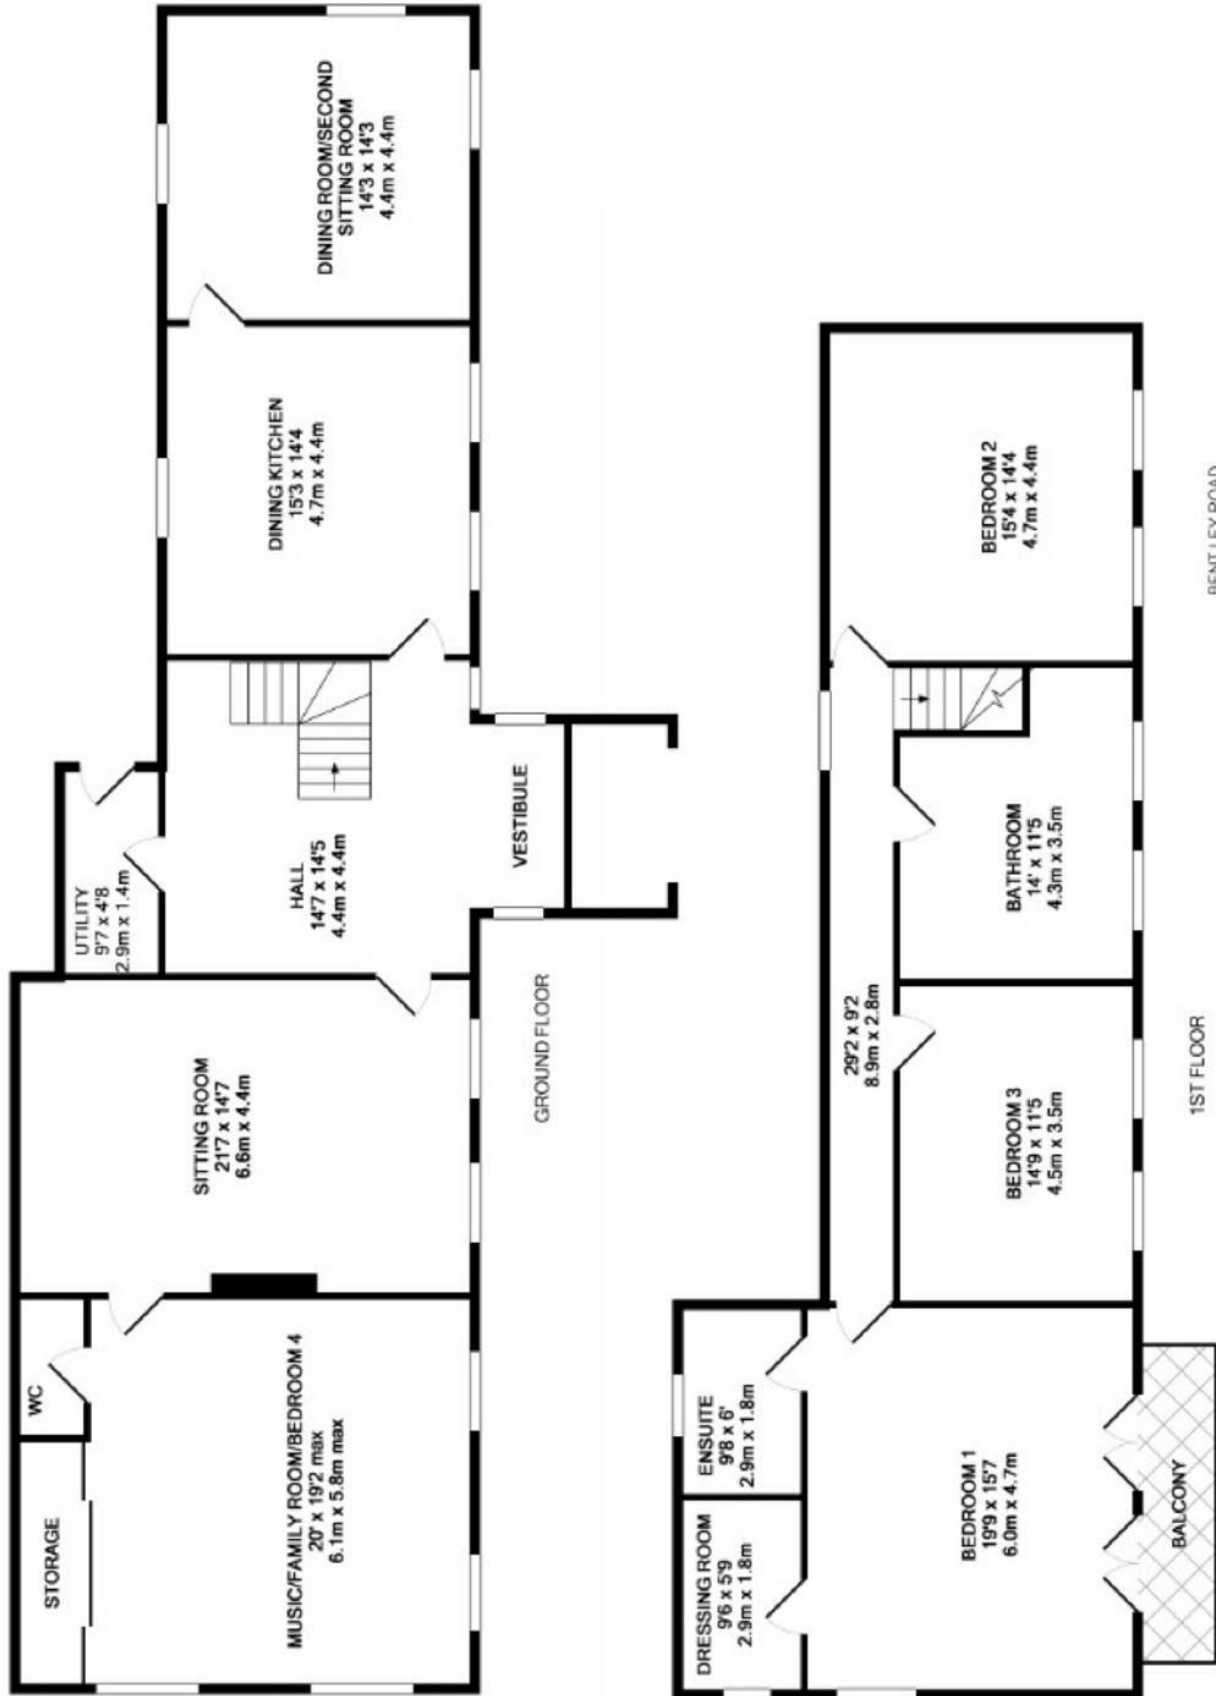 STORAGE
WC
MUSIC/FAMILY ROOM/BEDROOM 4
20' x 19'2 max
6.1m x 5.8m max
SITTING ROOM
21'7 x 14'7
6.6m x 4.4m
UTILITY
9'7 x 4'8
2.9m x 1.4m
HALL
14'7 x 14'5
4.4m x 4.4m
VESTIBULE
DINING KITCHEN
15'3 x 14'4
4.7m x 4.4m
DINING ROOM/SECOND
SITTING ROOM
14'3 x 14'3
4.4m x 4.4m
GROUND FLOOR
DRESSING ROOM
9'6 x 5'9
2.9m x 1.8m
ENSUITE
9'8 x 6'
2.9m x 1.8m
BEDROOM 1
19'9 x 15'7
6.0m x 4.7m
BALCONY
29'2 x 9'2
8.9m x 2.8m
BEDROOM 3
14'9 x 11'5
4.5m x 3.5m
BATHROOM
14' x 11'5
4.3m x 3.5m
BEDROOM 2
15'4 x 14'4
4.7m x 4.4m
1ST FLOOR
BENTLEY ROAD